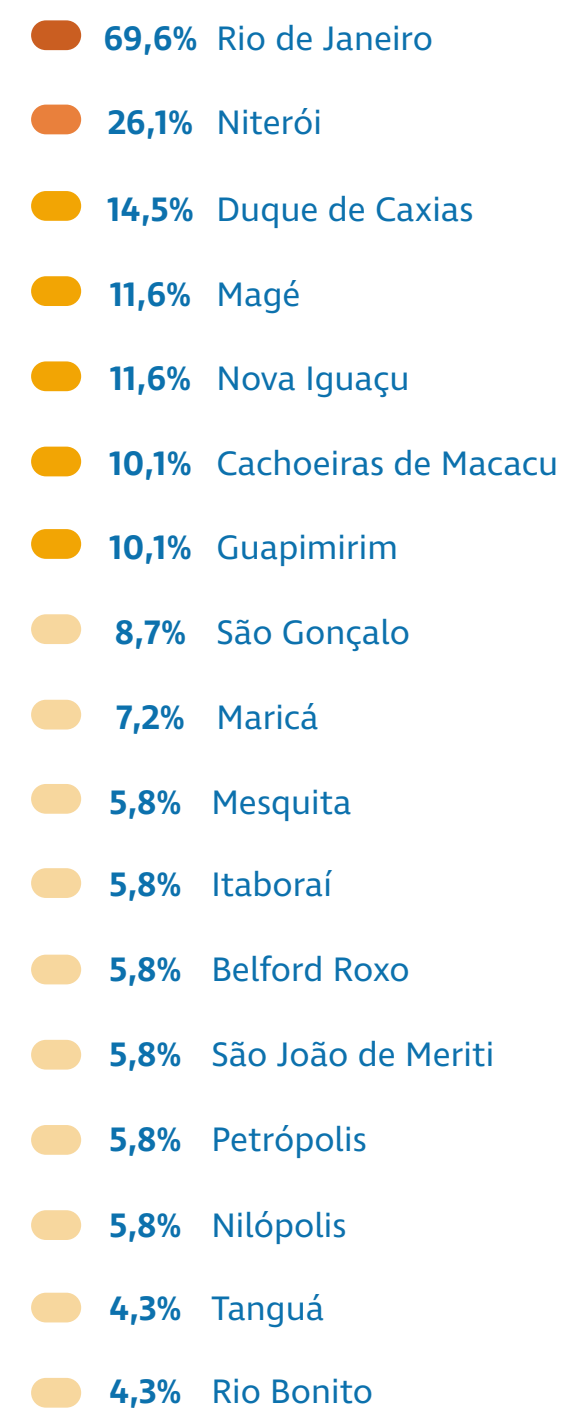 69,6% Rio de Janeiro
26,1% Niterói
14,5% Duque de Caxias
11,6% Magé
11,6% Nova Iguaçu
10,1% Cachoeiras de Macacu
10,1% Guapimirim
8,7% São Gonçalo
7,2% Maricá
5,8% Mesquita
5,8% Itaboraí
5,8% Belford Roxo
5,8% São João de Meriti
5,8% Petrópolis
5,8% Nilópolis
4,3% Tanguá
4,3% Rio Bonito